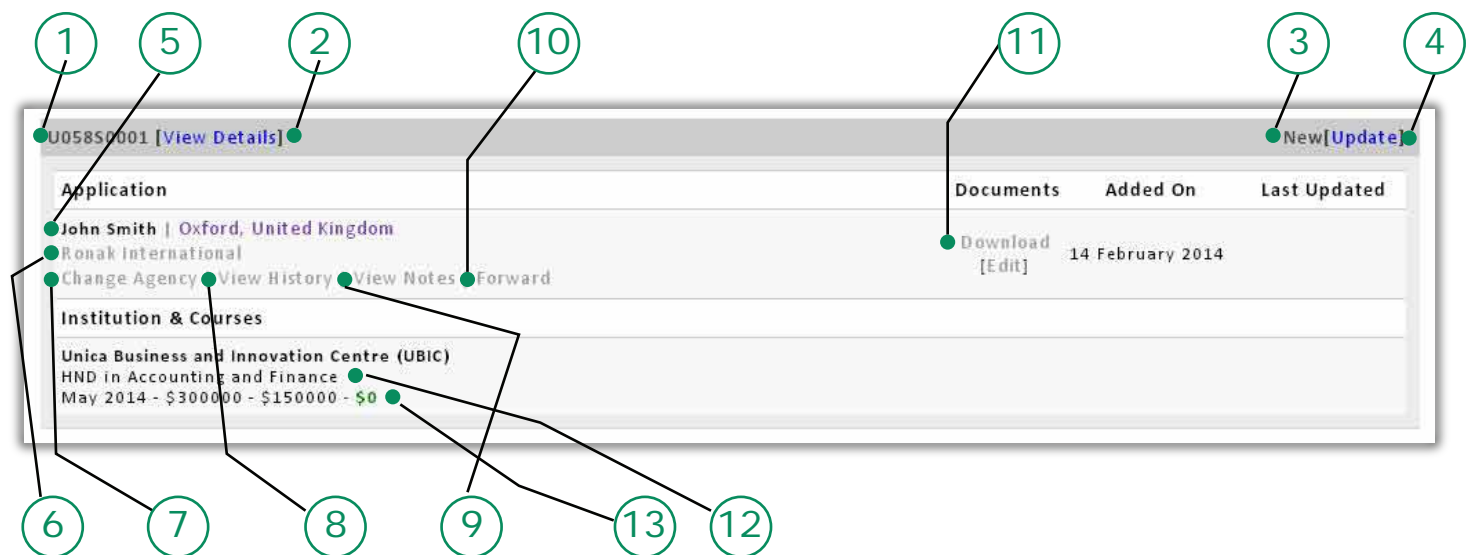 1 5 2 10 11 3 4
U058S0001 [View Details] New[Update]
Application Documents Added On Last Updated
John Smith | Oxford, United Kingdom
Ronak International
Change Agency View History View Notes Forward
Download
[Edit]
14 February 2014
Institution & Courses
Unica Business and Innovation Centre (UBIC)
HND in Accounting and Finance
May 2014 - $300000 - $150000 - $0
6 7 8 9 13 12